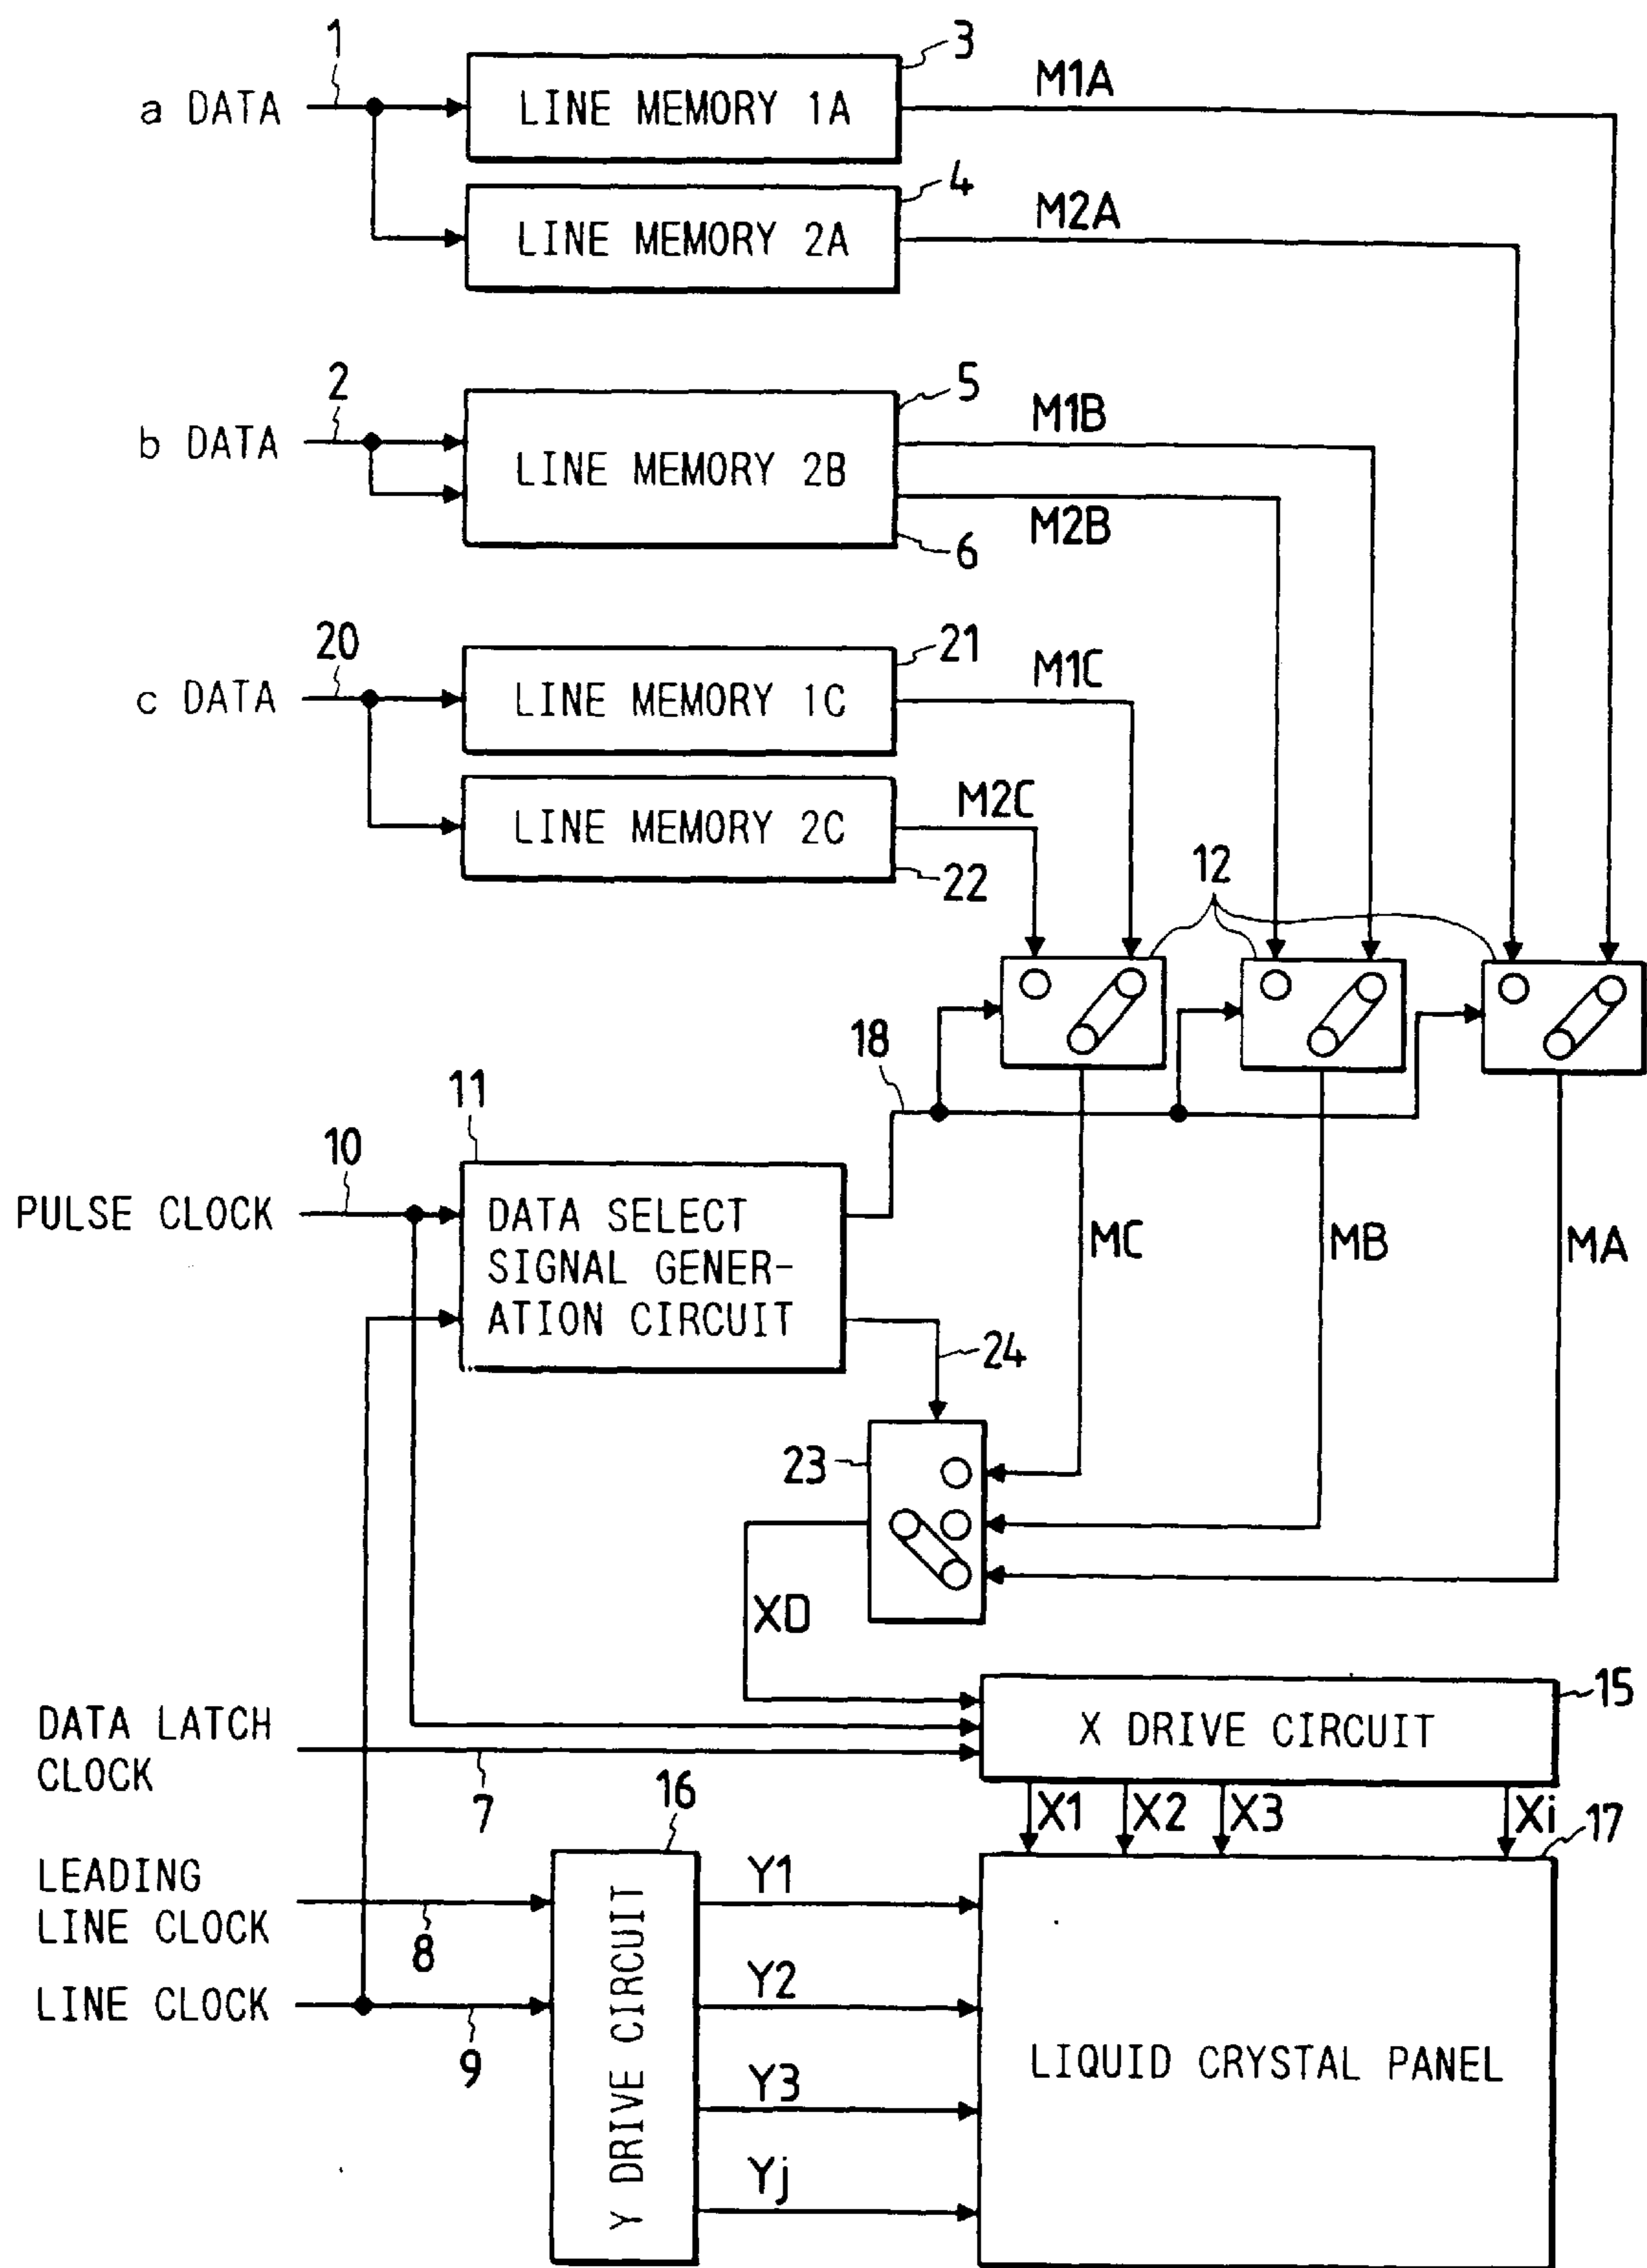 1
3
M1A
a DATA
LINE MEMORY 1A
4
M2A
LINE MEMORY 2A
2
5
M1B
b DATA
LINE MEMORY 2B
M2B
6
20
21
M1C
c DATA
LINE MEMORY 1C
M2C
LINE MEMORY 2C
22
12
18
11
10
PULSE CLOCK
DATA SELECT
SIGNAL GENER-
ATION CIRCUIT
MC
MB
MA
24
23
XD
15
DATA LATCH
CLOCK
X DRIVE CIRCUIT
7
16
X1
X2
X3
Xi
17
LEADING
LINE CLOCK
8
Y1
Y DRIVE CIRCUIT
LINE CLOCK
9
Y2
LIQUID CRYSTAL PANEL
Y3
Yj